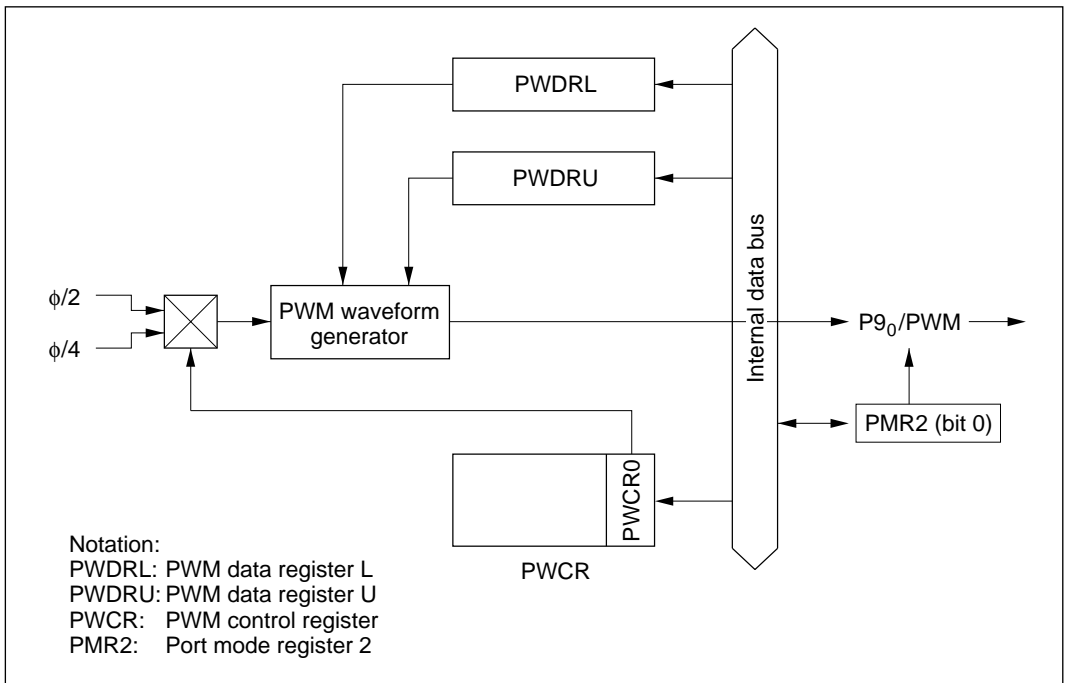 PWDRL
PWDRU
Internal data bus
ϕ/2
ϕ/4
PWM waveform
generator
P9₀/PWM
PMR2 (bit 0)
PWCR0
PWCR
Notation:
PWDRL: PWM data register L
PWDRU: PWM data register U
PWCR: PWM control register
PMR2: Port mode register 2